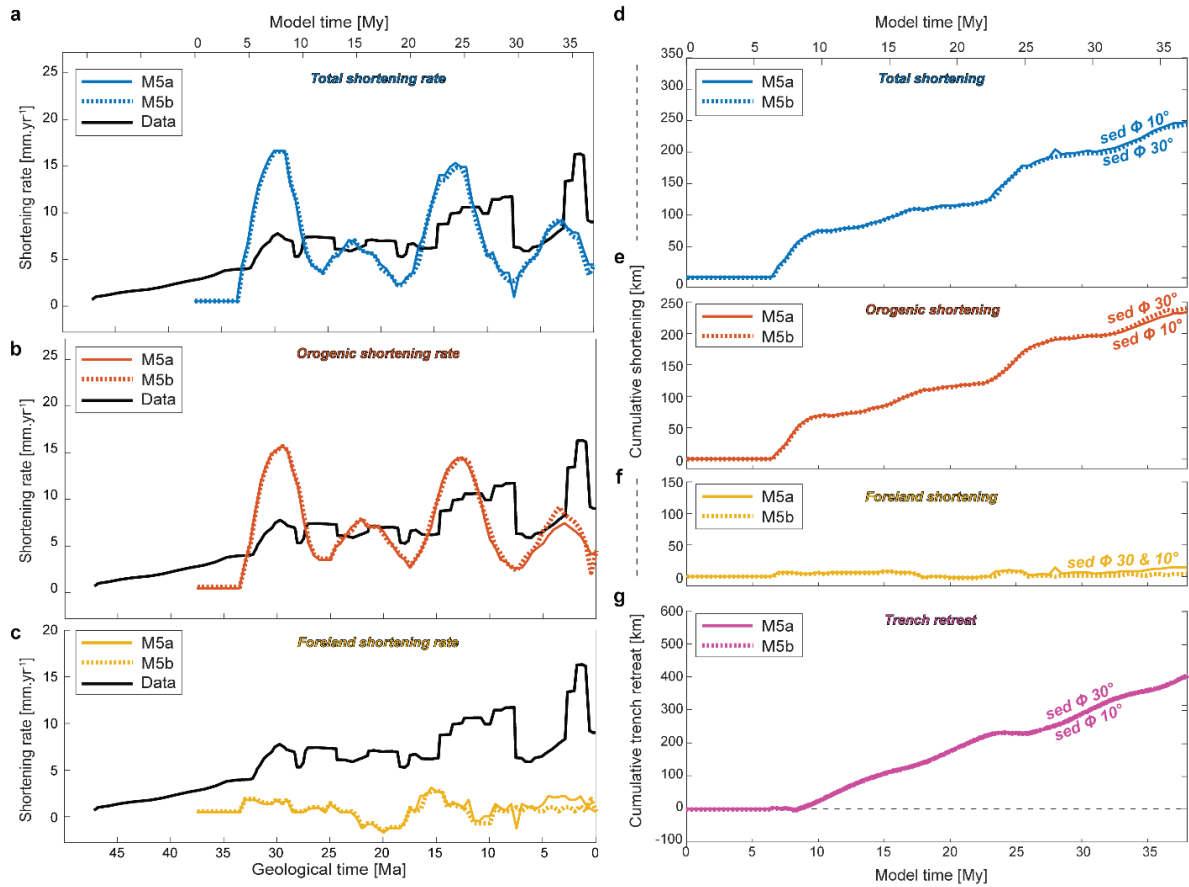 a
Model time [My]
0 5 10 15 20 25 30 35
Shortening rate [mm.yr⁻¹]
25
20
15
10
5
0
Total shortening rate
M5a
M5b
Data
b
Shortening rate [mm.yr⁻¹]
25
20
15
10
5
0
Orogenic shortening rate
M5a
M5b
Data
c
Shortening rate [mm.yr⁻¹]
20
15
10
5
0
Foreland shortening rate
M5a
M5b
Data
45 40 35 30 25 20 15 10 5 0
Geological time [Ma]
d
Model time [My]
0 5 10 15 20 25 30 35
350
300
250
200
150
100
50
0
Total shortening
M5a
M5b
sed Φ 10°
sed Φ 30°
e
Cumulative shortening [km]
250
200
150
100
50
0
Orogenic shortening
M5a
M5b
sed Φ 30°
sed Φ 10°
f
150
100
50
0
Foreland shortening
M5a
M5b
sed Φ 30 & 10°
g
Cumulative trench retreat [km]
600
500
400
300
200
100
0
-100
Trench retreat
M5a
M5b
sed Φ 30°
sed Φ 10°
0 5 10 15 20 25 30 35
Model time [My]